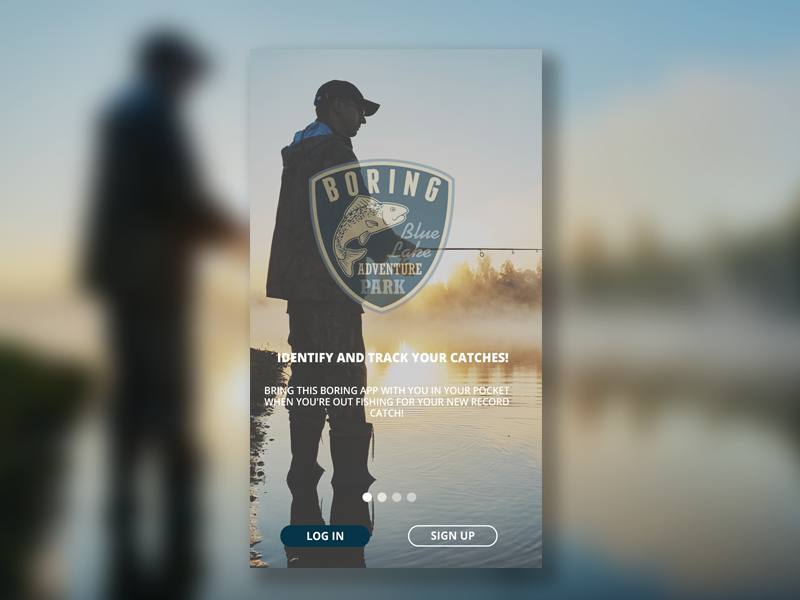 BORING
Blue
Lake
ADVENTURE
PARK
IDENTIFY AND TRACK YOUR CATCHES!
BRING THIS BORING APP WITH YOU IN YOUR POCKET
WHEN YOU'RE OUT FISHING FOR YOUR NEW RECORD
CATCH!
LOG IN
SIGN UP